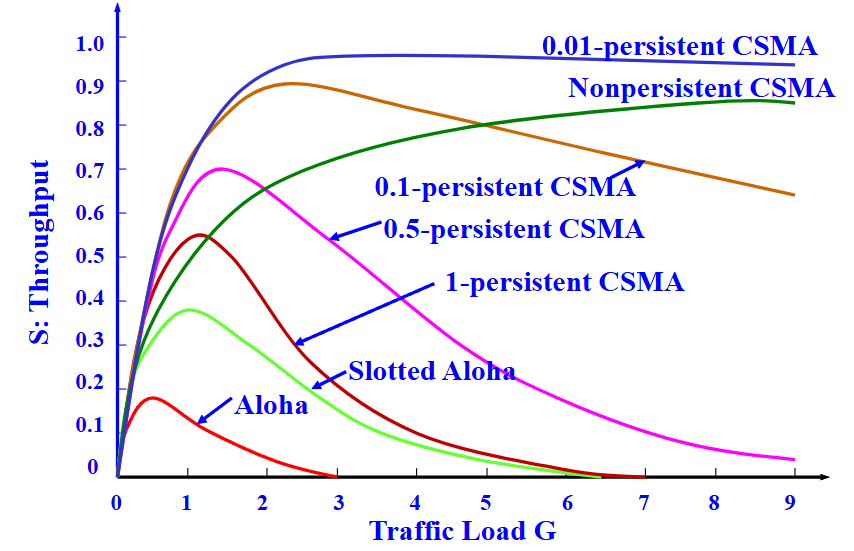 1.0
0.9
0.8
0.7
0.6
0.5
0.4
0.3
0.2
0.1
0
S: Throughput
0.01-persistent CSMA
Nonpersistent CSMA
0.1-persistent CSMA
0.5-persistent CSMA
1-persistent CSMA
Slotted Aloha
Aloha
0 1 2 3 4 5 6 7 8 9
Traffic Load G